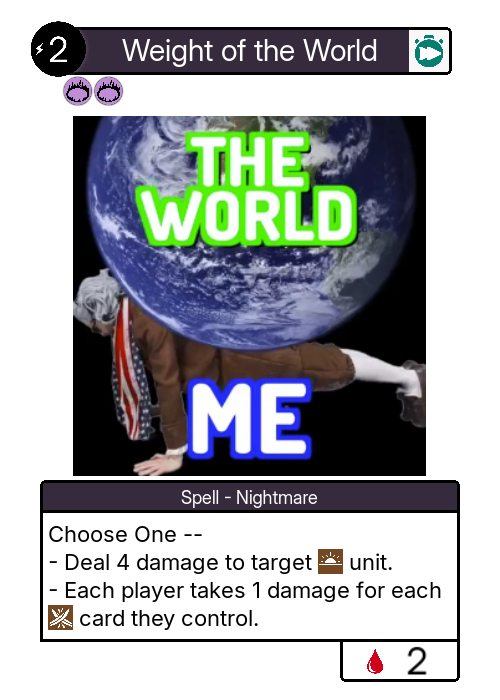 2 Weight of the World
THE
WORLD
ME
Spell - Nightmare
Choose One --
- Deal 4 damage to target unit.
- Each player takes 1 damage for each
card they control.
2